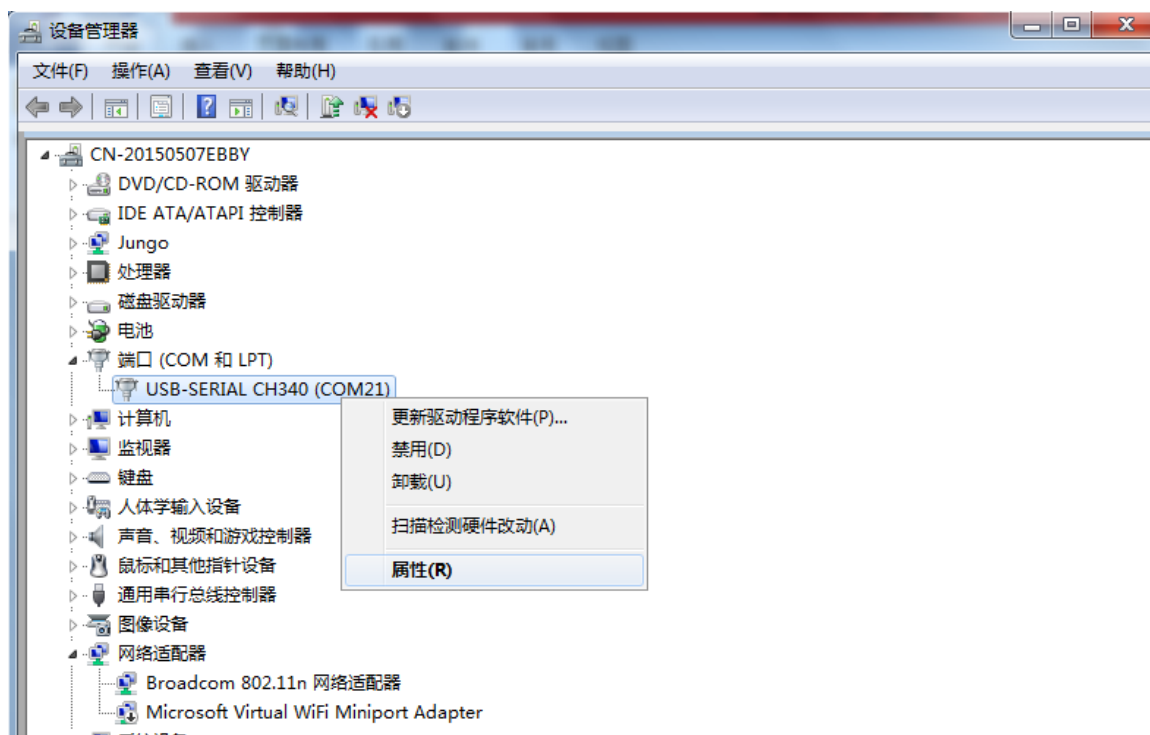 设备管理器
文件(F) 操作(A) 查看(V) 帮助(H)
CN-20150507EBBY
DVD/CD-ROM 驱动器
IDE ATA/ATAPI 控制器
Jungo
处理器
磁盘驱动器
电池
端口 (COM 和 LPT)
USB-SERIAL CH340 (COM21)
计算机
监视器
键盘
人体学输入设备
声音、视频和游戏控制器
鼠标和其他指针设备
通用串行总线控制器
图像设备
网络适配器
Broadcom 802.11n 网络适配器
Microsoft Virtual WiFi Miniport Adapter
更新驱动程序软件(P)...
禁用(D)
卸载(U)
扫描检测硬件改动(A)
属性(R)